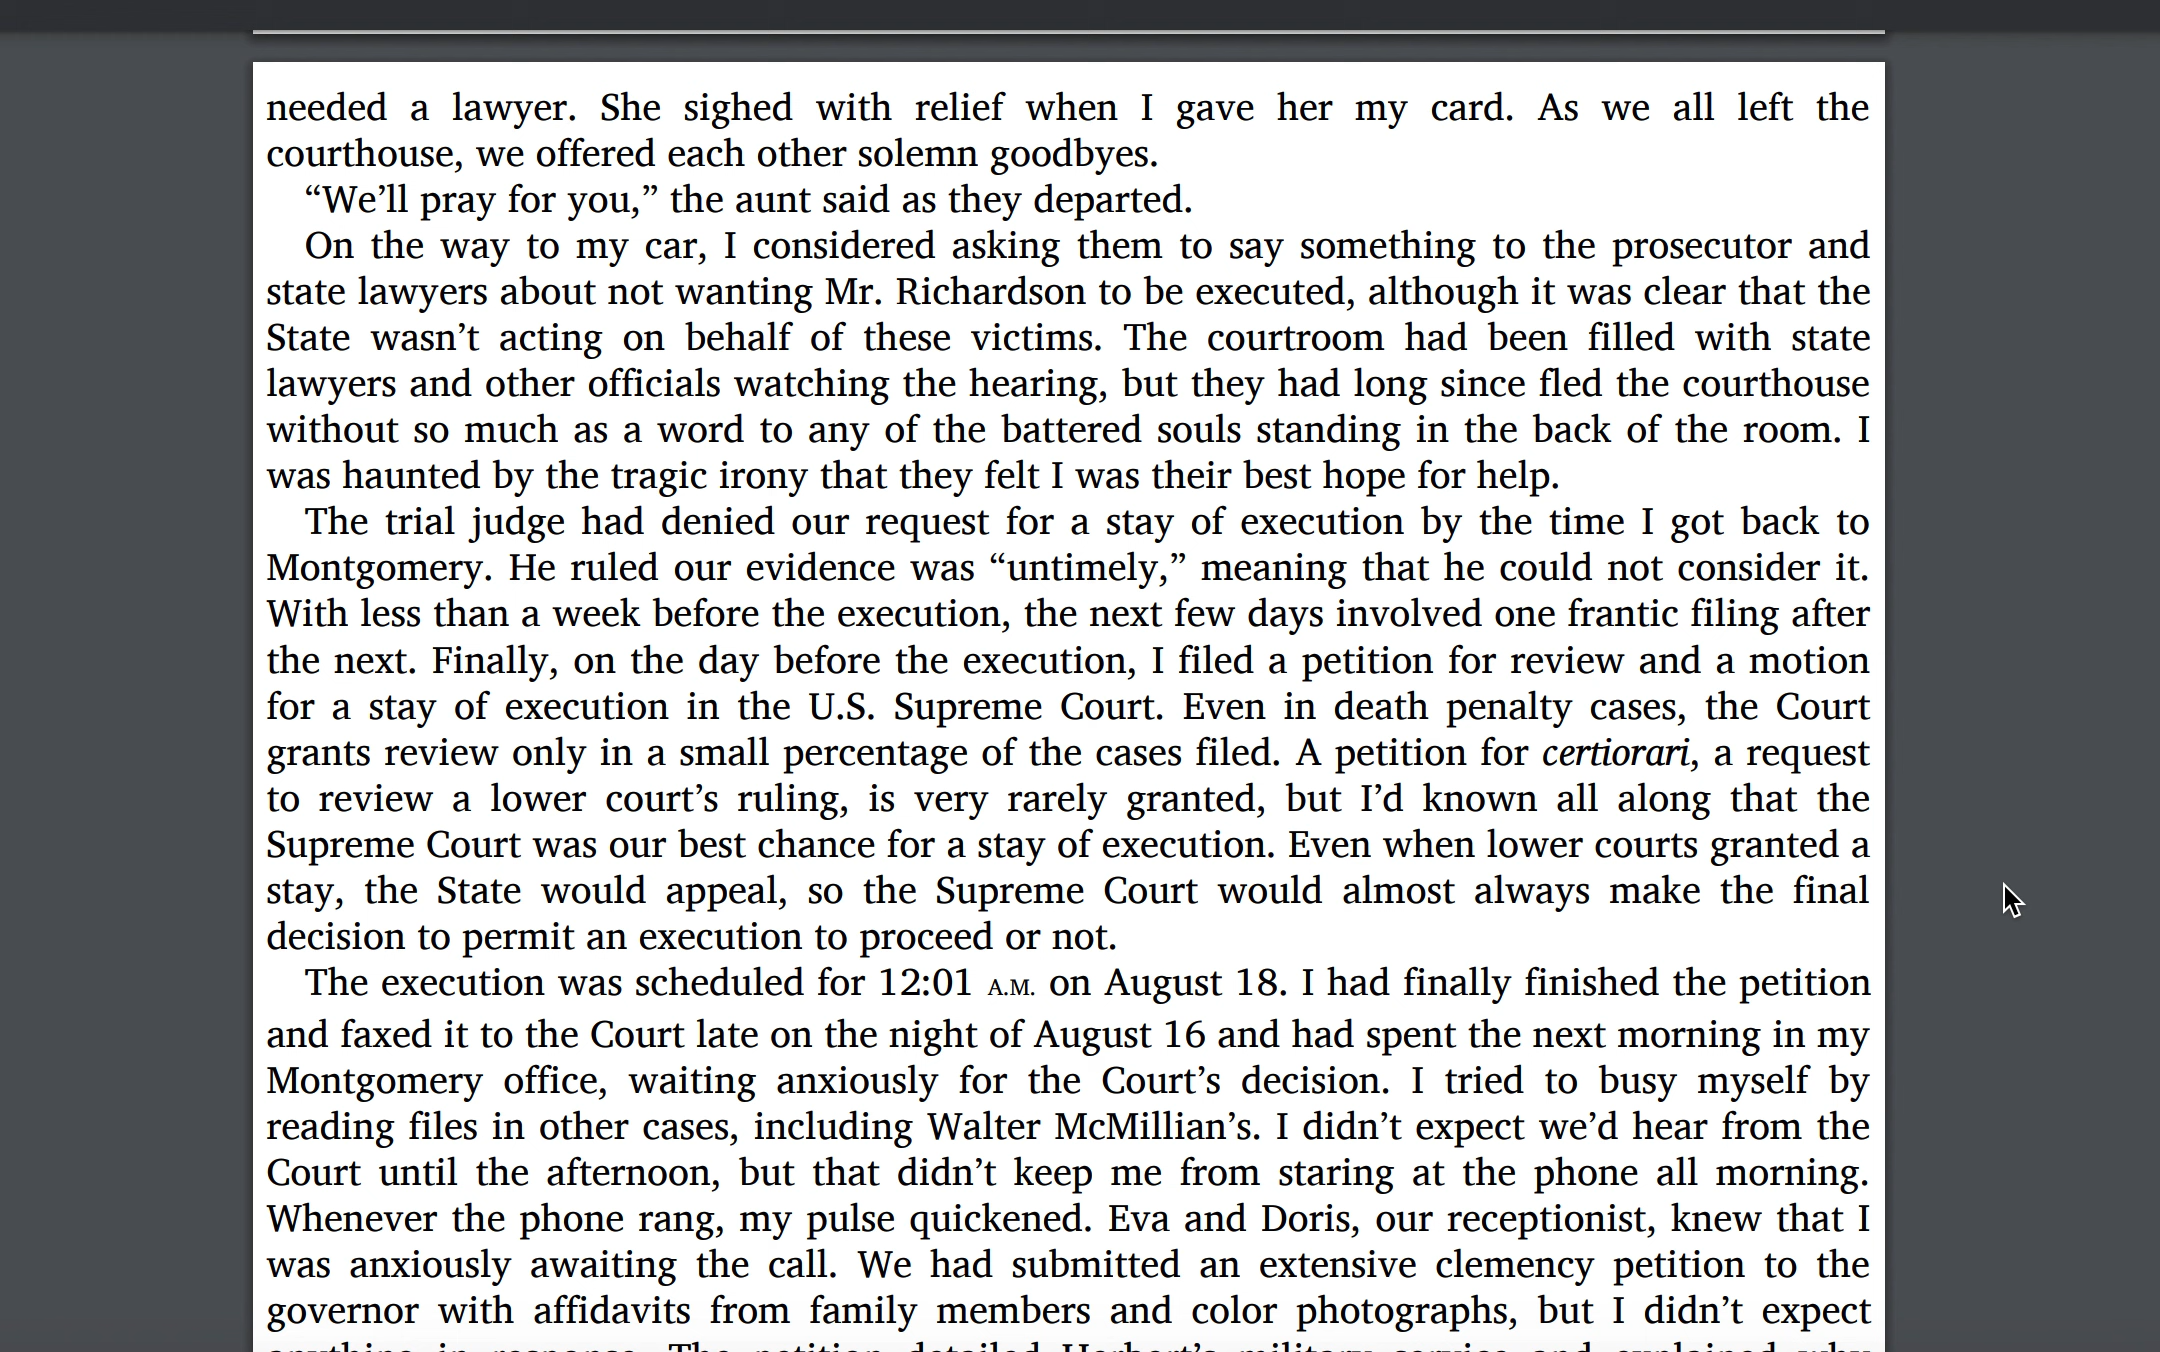 needed a lawyer. She sighed with relief when I gave her my card. As we all left the
courthouse, we offered each other solemn goodbyes.
“We’ll pray for you,” the aunt said as they departed.
On the way to my car, I considered asking them to say something to the prosecutor and
state lawyers about not wanting Mr. Richardson to be executed, although it was clear that the
State wasn’t acting on behalf of these victims. The courtroom had been filled with state
lawyers and other officials watching the hearing, but they had long since fled the courthouse
without so much as a word to any of the battered souls standing in the back of the room. I
was haunted by the tragic irony that they felt I was their best hope for help.
The trial judge had denied our request for a stay of execution by the time I got back to
Montgomery. He ruled our evidence was “untimely,” meaning that he could not consider it.
With less than a week before the execution, the next few days involved one frantic filing after
the next. Finally, on the day before the execution, I filed a petition for review and a motion
for a stay of execution in the U.S. Supreme Court. Even in death penalty cases, the Court
grants review only in a small percentage of the cases filed. A petition for certiorari, a request
to review a lower court’s ruling, is very rarely granted, but I’d known all along that the
Supreme Court was our best chance for a stay of execution. Even when lower courts granted a
stay, the State would appeal, so the Supreme Court would almost always make the final
decision to permit an execution to proceed or not.
The execution was scheduled for 12:01 A.M. on August 18. I had finally finished the petition
and faxed it to the Court late on the night of August 16 and had spent the next morning in my
Montgomery office, waiting anxiously for the Court’s decision. I tried to busy myself by
reading files in other cases, including Walter McMillian’s. I didn’t expect we’d hear from the
Court until the afternoon, but that didn’t keep me from staring at the phone all morning.
Whenever the phone rang, my pulse quickened. Eva and Doris, our receptionist, knew that I
was anxiously awaiting the call. We had submitted an extensive clemency petition to the
governor with affidavits from family members and color photographs, but I didn’t expect
anything in response. The petition detailed Herbert’s military service and explained why